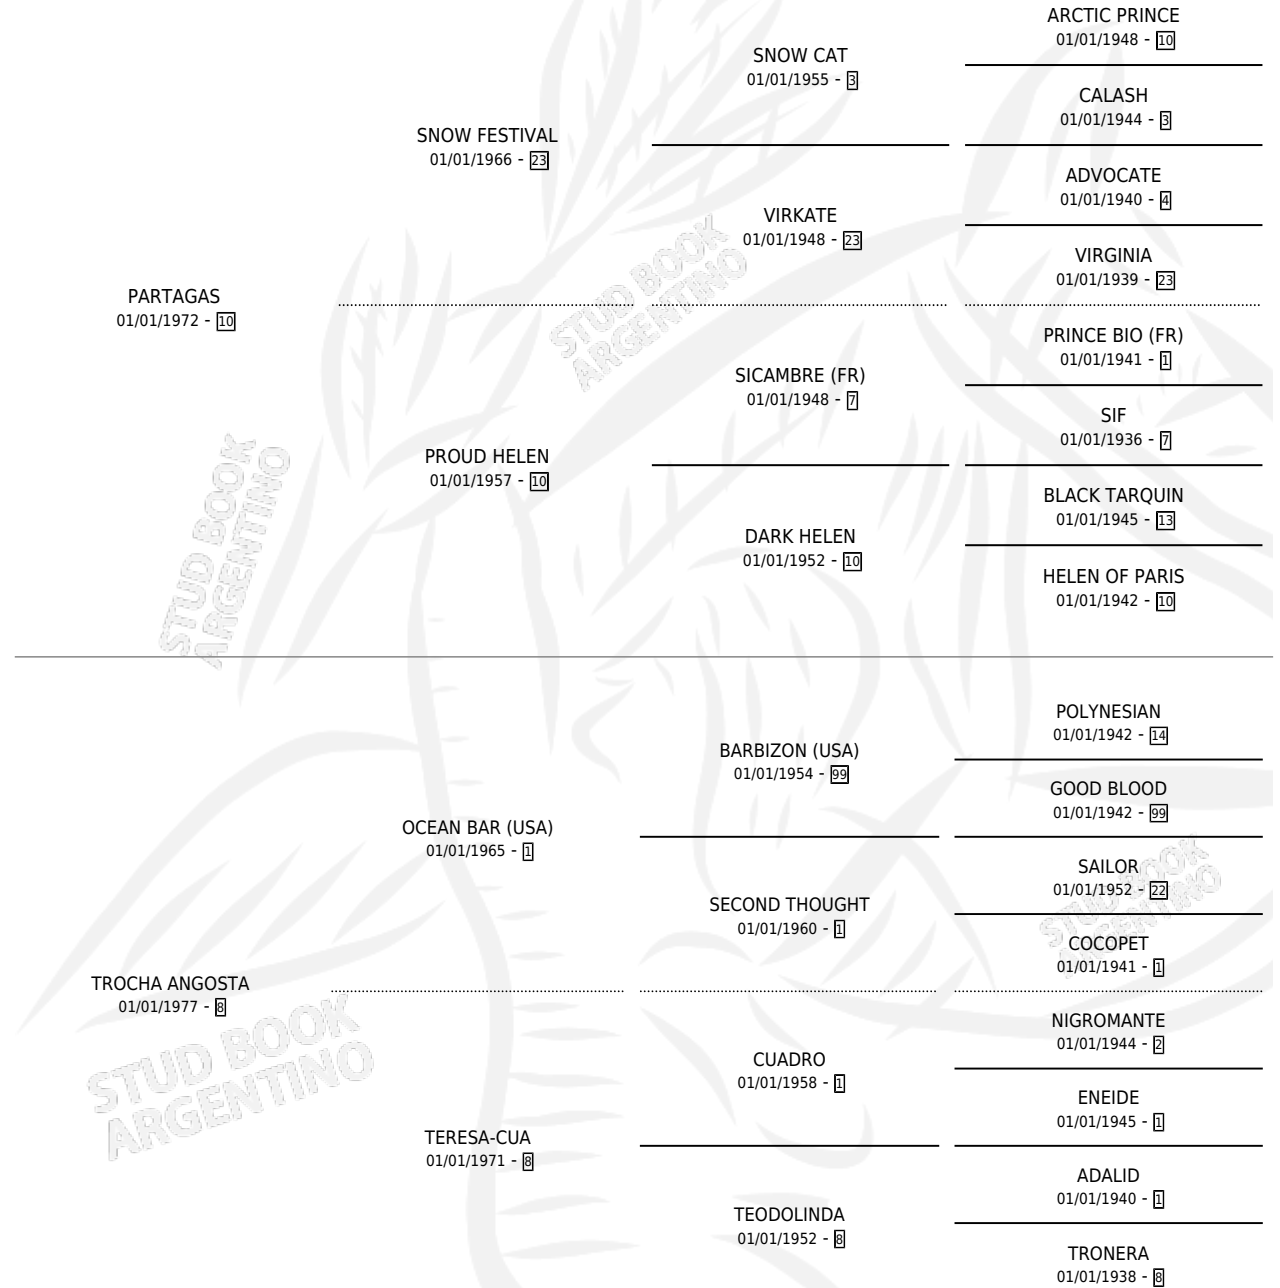 ARCTIC PRINCE
01/01/1948 - 10
SNOW CAT
01/01/1955 - 3
CALASH
01/01/1944 - 3
SNOW FESTIVAL
01/01/1966 - 23
ADVOCATE
01/01/1940 - 4
VIRKATE
01/01/1948 - 23
VIRGINIA
01/01/1939 - 23
PARTAGAS
01/01/1972 - 10
PRINCE BIO (FR)
01/01/1941 - 1
SICAMBRE (FR)
01/01/1948 - 7
SIF
01/01/1936 - 7
PROUD HELEN
01/01/1957 - 10
BLACK TARQUIN
01/01/1945 - 13
DARK HELEN
01/01/1952 - 10
HELEN OF PARIS
01/01/1942 - 10
STUD BOOK
ARGENTINO
STUD BOOK
ARGENTINO
POLYNESIAN
01/01/1942 - 14
BARBIZON (USA)
01/01/1954 - 99
GOOD BLOOD
01/01/1942 - 99
OCEAN BAR (USA)
01/01/1965 - 1
SAILOR
01/01/1952 - 22
SECOND THOUGHT
01/01/1960 - 1
COCOPET
01/01/1941 - 1
TROCHA ANGOSTA
01/01/1977 - 8
NIGROMANTE
01/01/1944 - 2
CUADRO
01/01/1958 - 1
ENEIDE
01/01/1945 - 1
TERESA-CUA
01/01/1971 - 8
ADALID
01/01/1940 - 1
TEODOLINDA
01/01/1952 - 8
TRONERA
01/01/1938 - 8
STUD BOOK
ARGENTINO
STUD BOOK
ARGENTINO